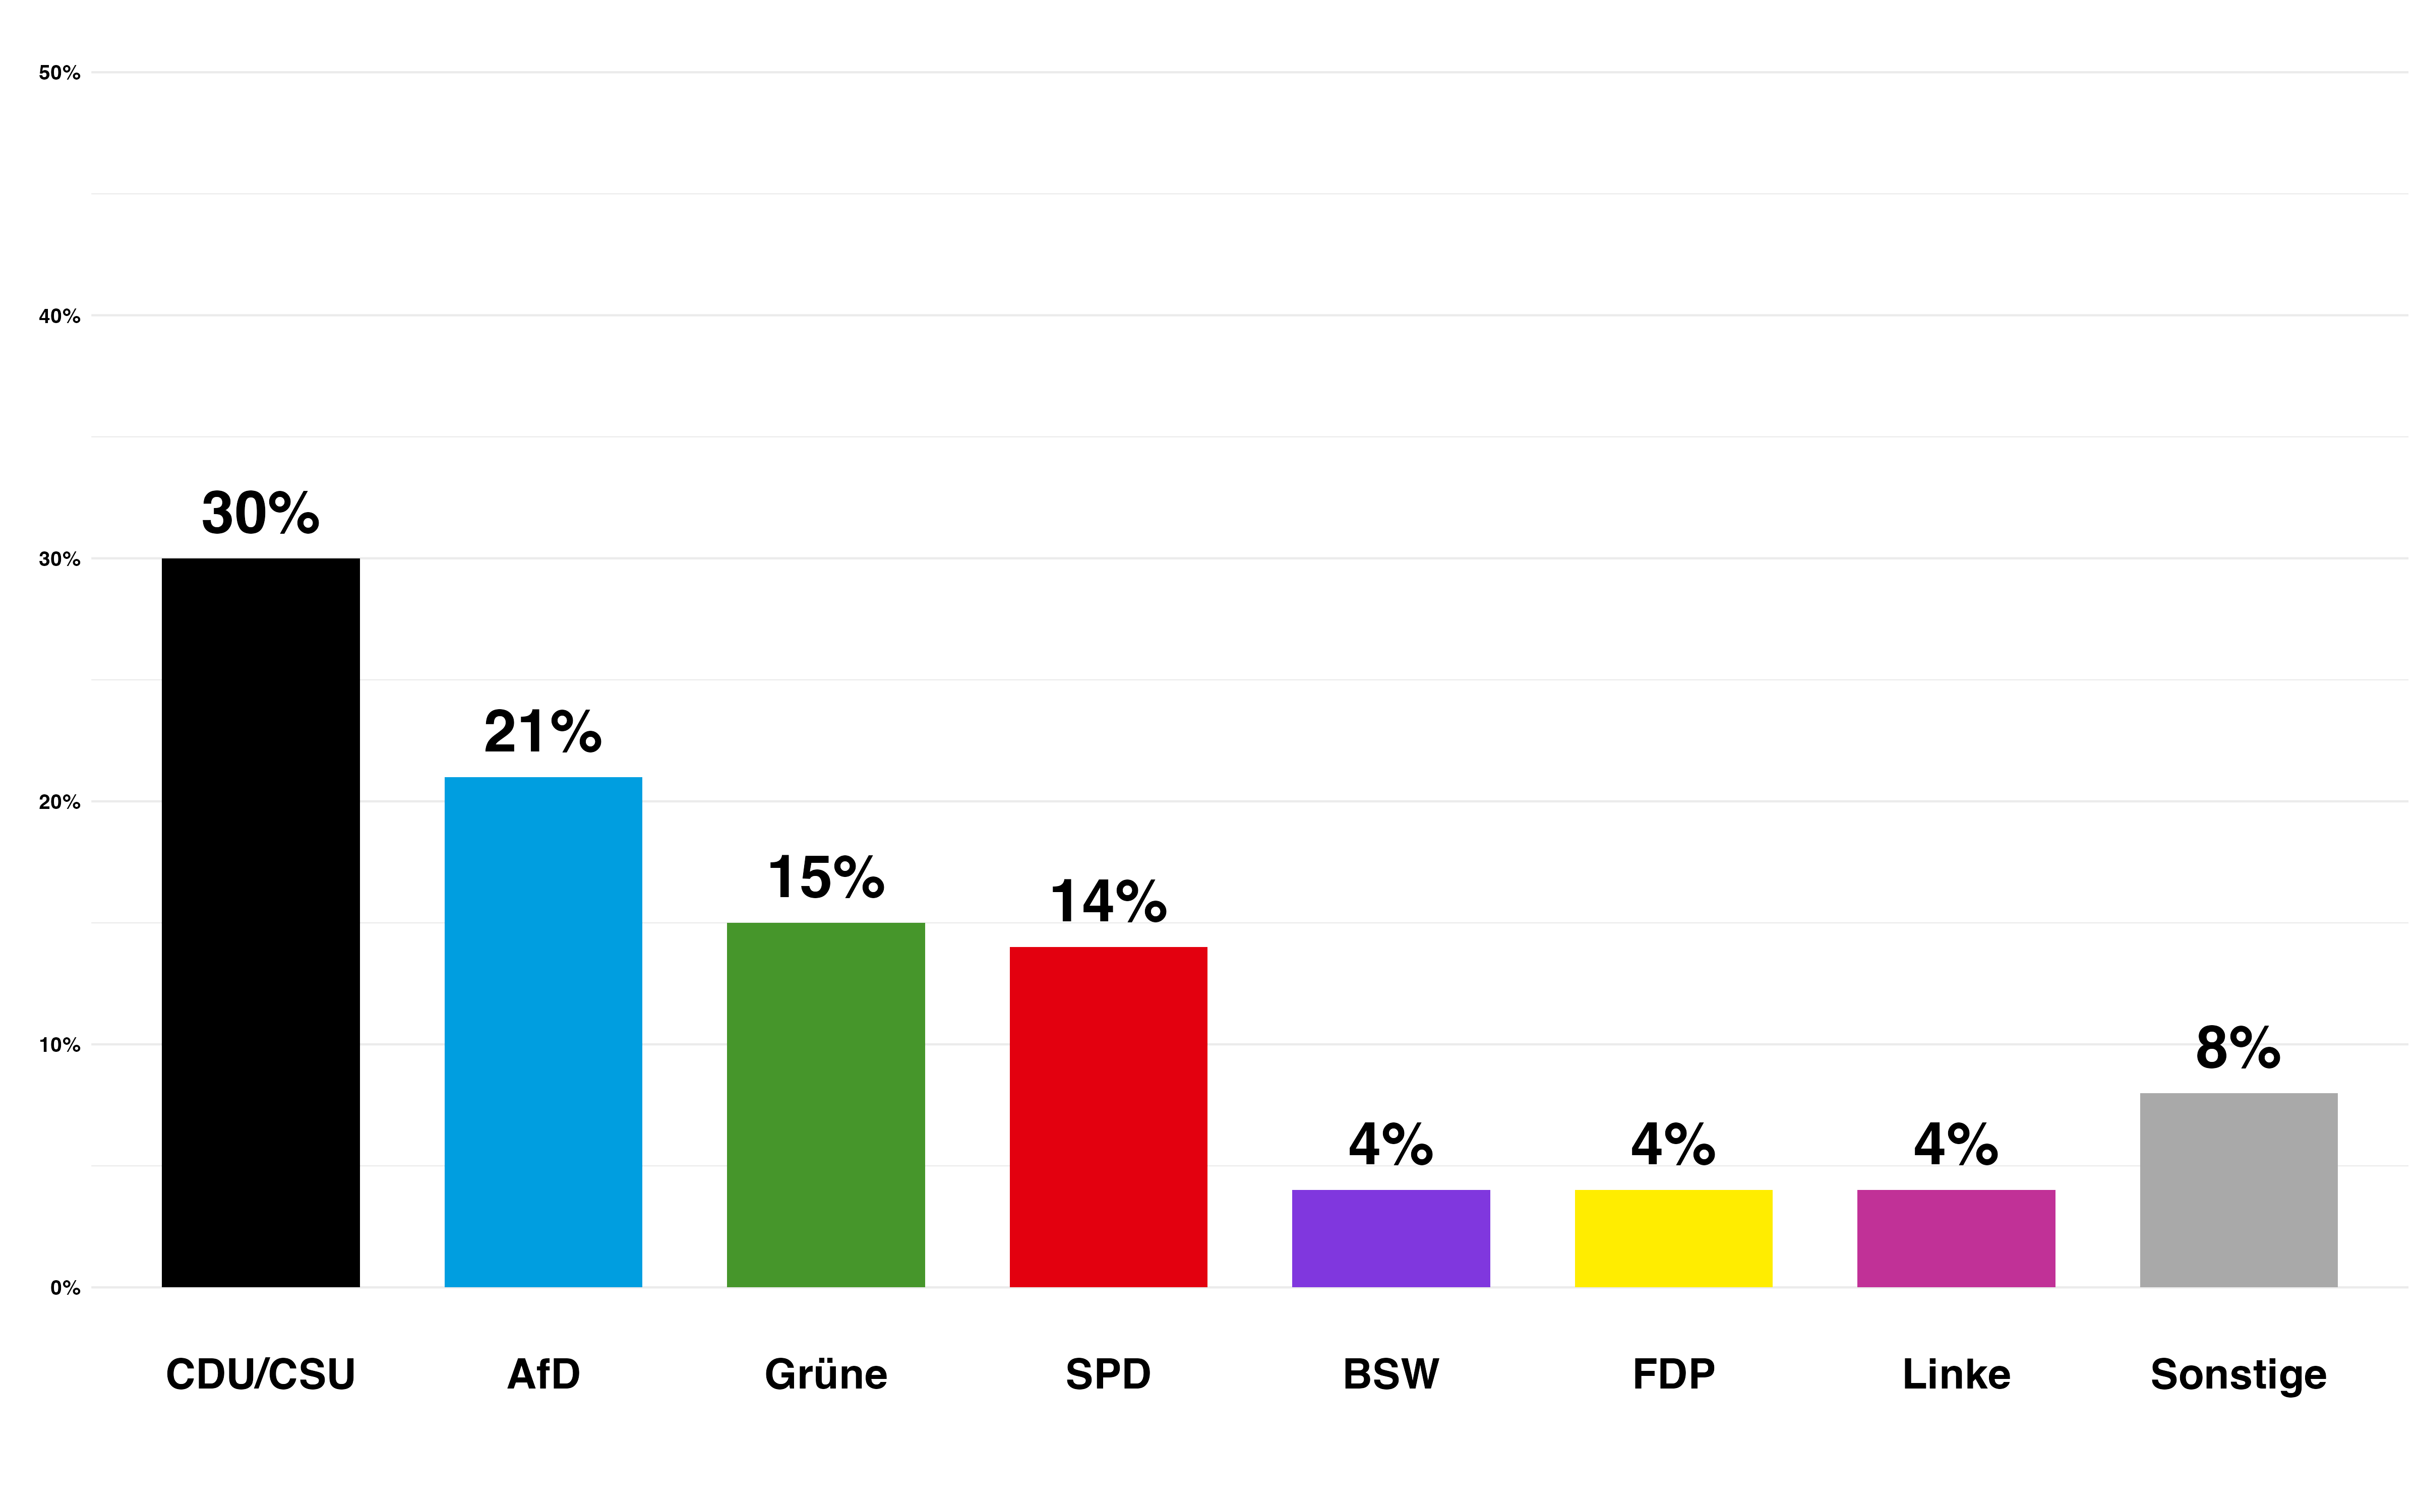 50%
40%
30%
20%
10%
0%
30%
21%
15%
14%
4%
4%
4%
8%
CDU/CSU
AfD
Grüne
SPD
BSW
FDP
Linke
Sonstige